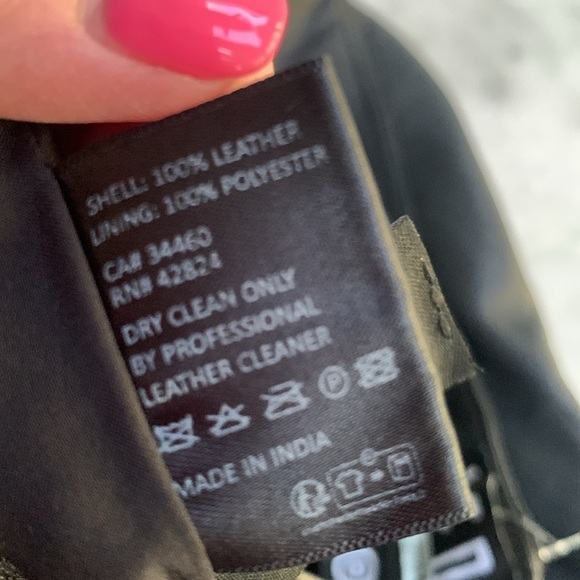 SHELL: 100% LEATHER
LINING: 100% POLYESTER
CA# 34460
RN# 42824
DRY CLEAN ONLY
BY PROFESSIONAL
LEATHER CLEANER
P
MADE IN INDIA